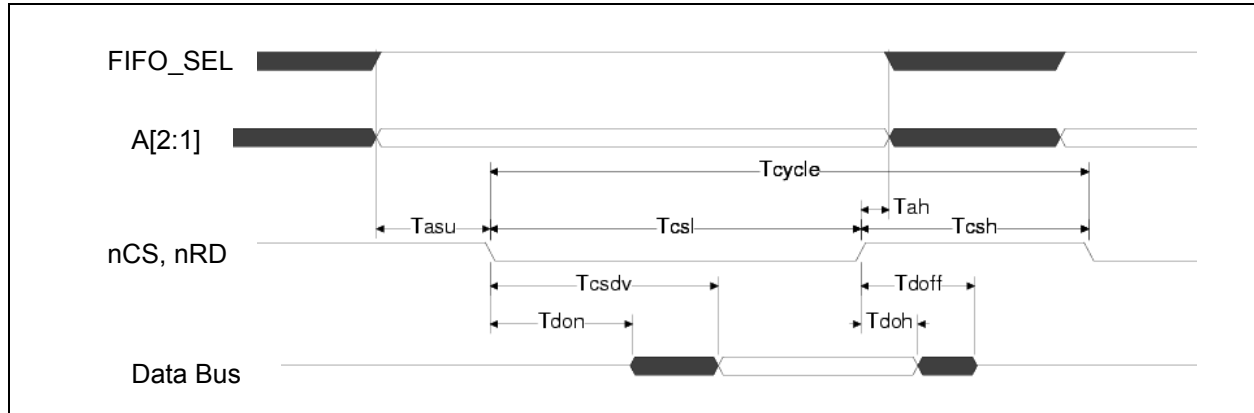 FIFO_SEL
A[2:1]
Tcycle
Tah
Tasu
Tcsl
Tcsh
nCS, nRD
Tcsdv
Tdoff
Tdon
Tdoh
Data Bus